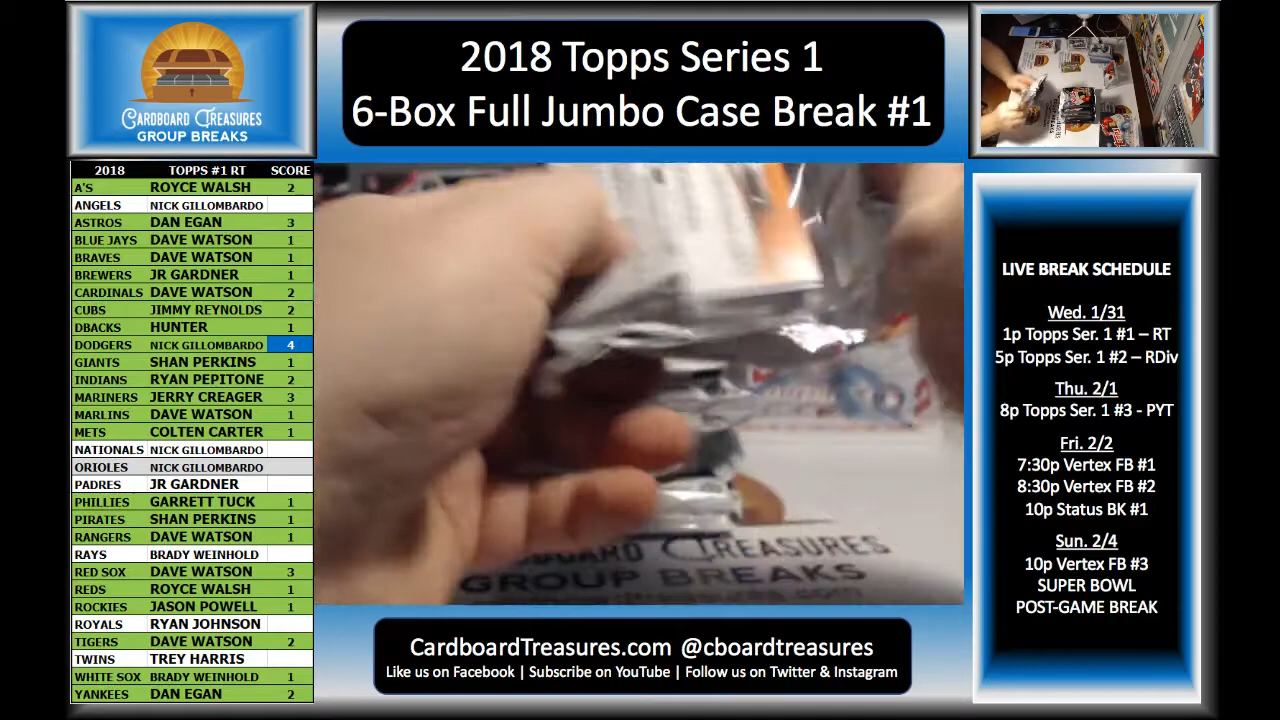 2018 Topps Series 1
6-Box Full Jumbo Case Break #1
CARDBOARD TREASURES
GROUP BREAKS
2018 TOPPS #1 RT SCORE
A'S ROYCE WALSH 2
ANGELS NICK GILLOMBARDO
ASTROS DAN EGAN 3
BLUE JAYS DAVE WATSON 1
BRAVES DAVE WATSON 1
BREWERS JR GARDNER 1
CARDINALS DAVE WATSON 2
CUBS JIMMY REYNOLDS 2
DBACKS HUNTER 1
DODGERS NICK GILLOMBARDO 4
GIANTS SHAN PERKINS 1
INDIANS RYAN PEPITONE 2
MARINERS JERRY CREAGER 3
MARLINS DAVE WATSON 1
METS COLTEN CARTER 1
NATIONALS NICK GILLOMBARDO
ORIOLES NICK GILLOMBARDO
PADRES JR GARDNER
PHILLIES GARRETT TUCK 1
PIRATES SHAN PERKINS 1
RANGERS DAVE WATSON 1
RAYS BRADY WEINHOLD
RED SOX DAVE WATSON 3
REDS ROYCE WALSH 1
ROCKIES JASON POWELL 1
ROYALS RYAN JOHNSON
TIGERS DAVE WATSON 2
TWINS TREY HARRIS
WHITE SOX BRADY WEINHOLD 1
YANKEES DAN EGAN 2
CARDBOARD TREASURES
GROUP BREAKS
CardboardTreasures.com @cboardtreasures
Like us on Facebook | Subscribe on YouTube | Follow us on Twitter & Instagram
LIVE BREAK SCHEDULE
Wed. 1/31
1p Topps Ser. 1 #1 – RT
5p Topps Ser. 1 #2 – RDiv
Thu. 2/1
8p Topps Ser. 1 #3 - PYT
Fri. 2/2
7:30p Vertex FB #1
8:30p Vertex FB #2
10p Status BK #1
Sun. 2/4
10p Vertex FB #3
SUPER BOWL
POST-GAME BREAK